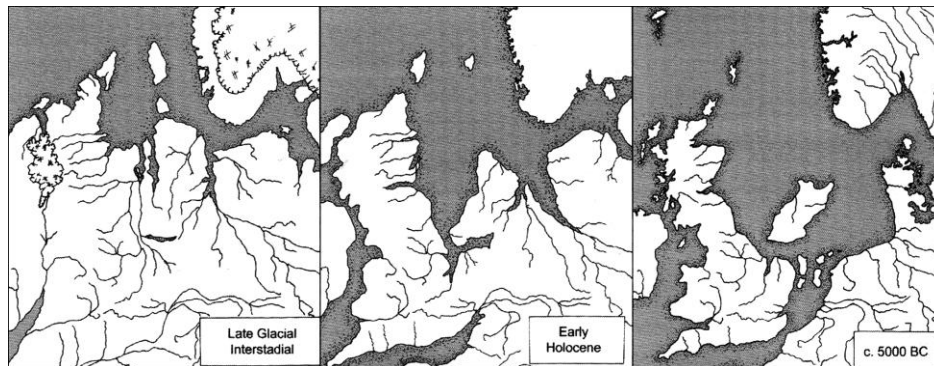 Late Glacial
Interstadial
Early
Holocene
c. 5000 BC